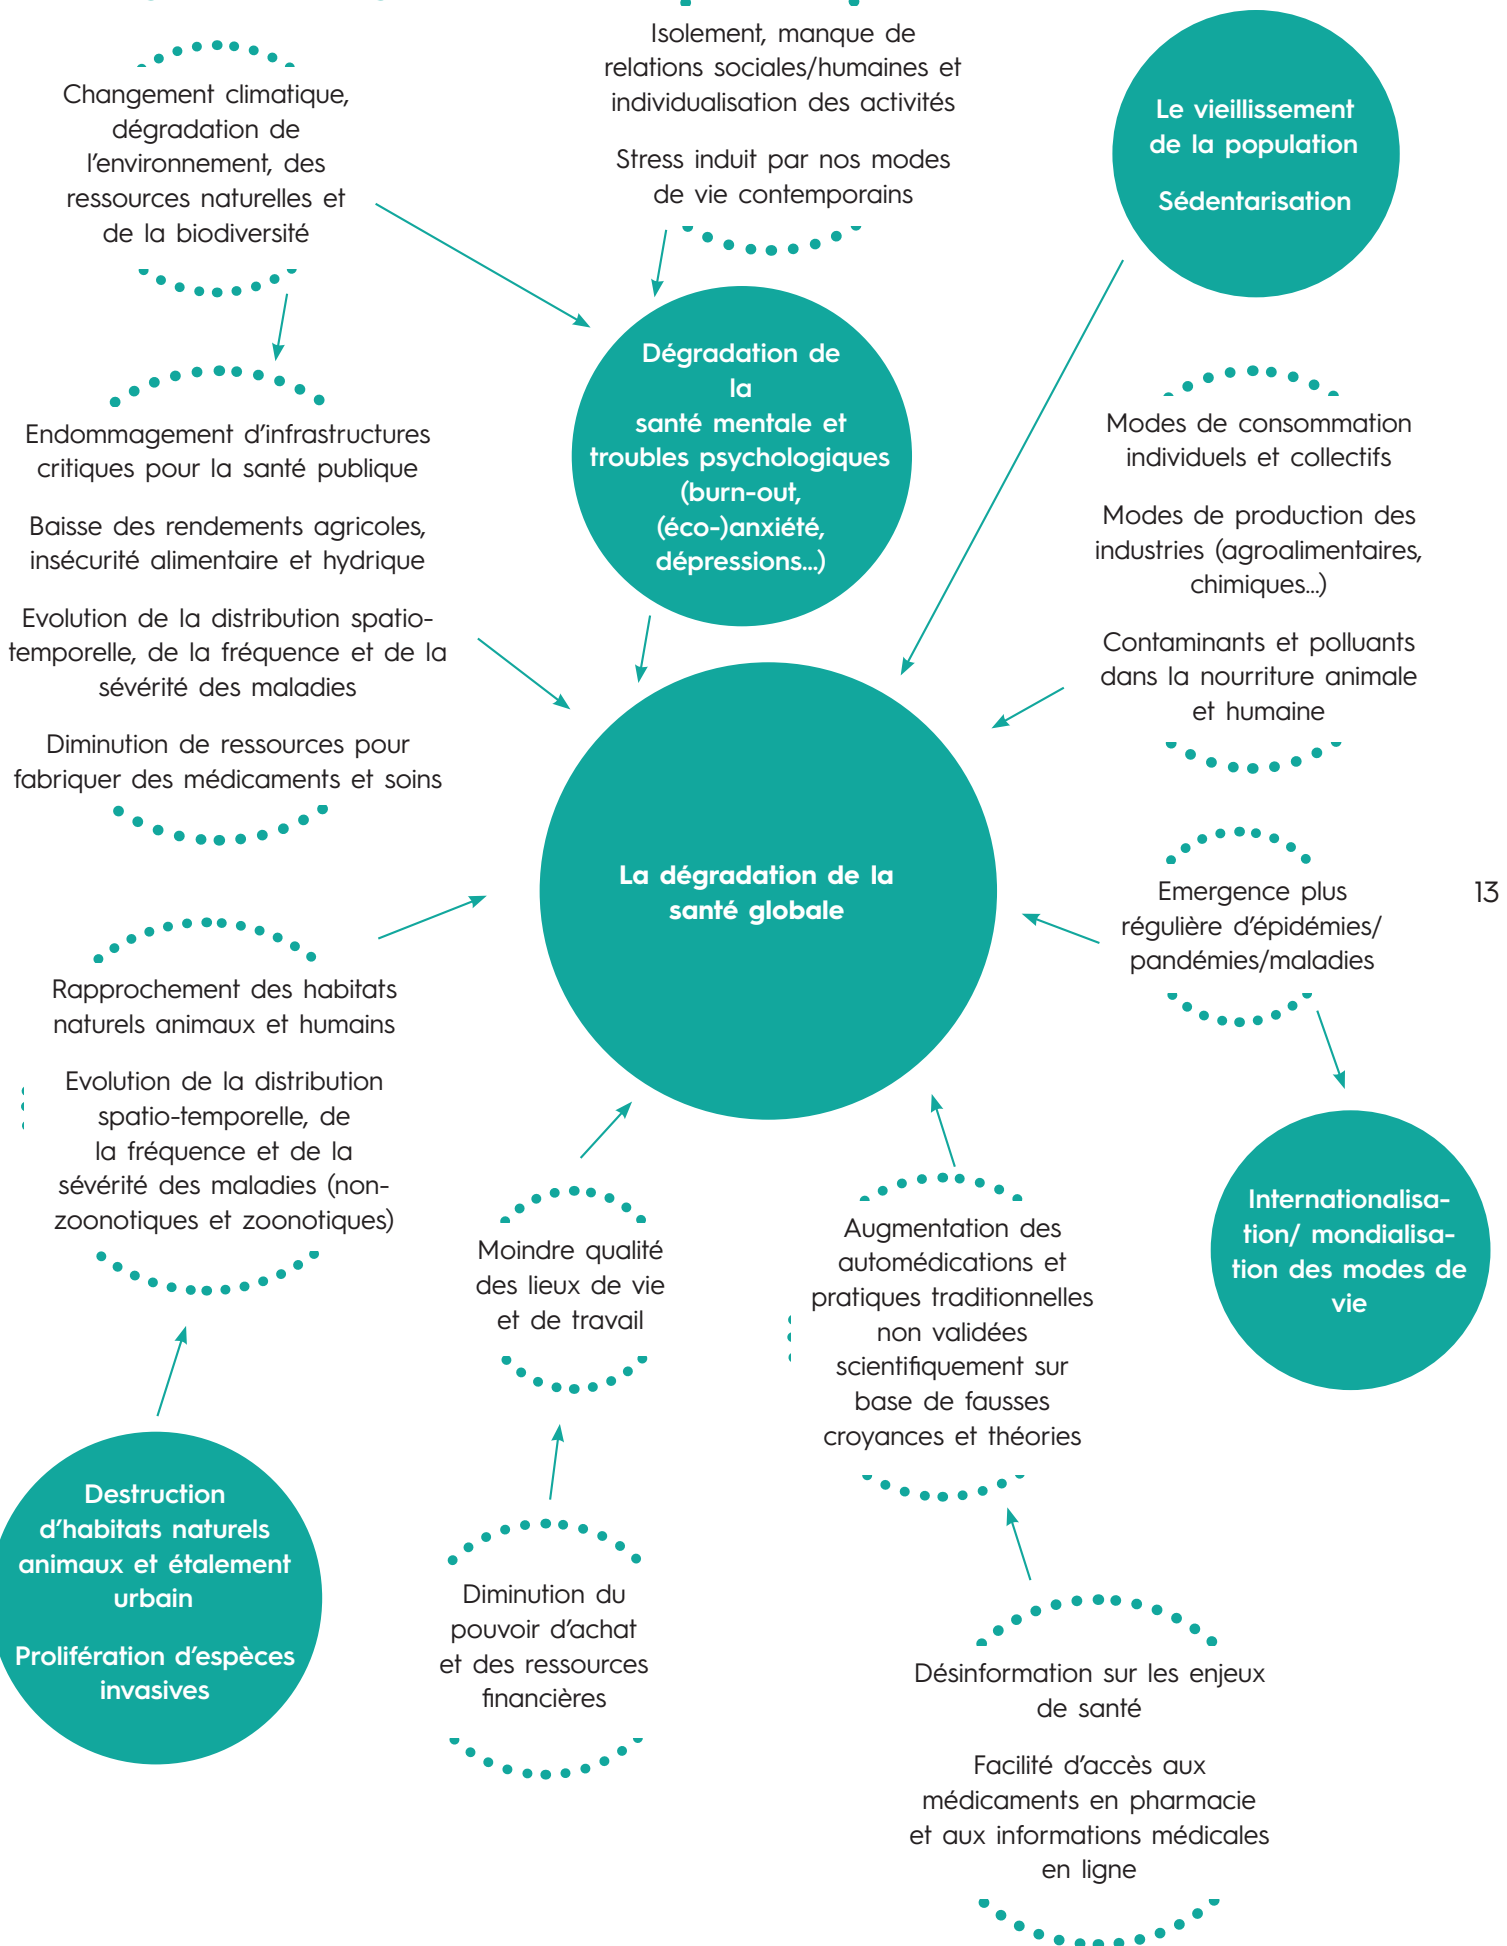 Isolement, manque de
relations sociales/humaines et
individualisation des activités
Stress induit par nos modes
de vie contemporains
Changement climatique,
dégradation de
l'environnement, des
ressources naturelles et
de la biodiversité
Le vieillissement
de la population
Sédentarisation
Dégradation de
la
santé mentale et
troubles psychologiques
(burn-out,
(éco-)anxiété,
dépressions...)
Endommagement d'infrastructures
critiques pour la santé publique
Baisse des rendements agricoles,
insécurité alimentaire et hydrique
Evolution de la distribution spatio-
temporelle, de la fréquence et de la
sévérité des maladies
Diminution de ressources pour
fabriquer des médicaments et soins
Modes de consommation
individuels et collectifs
Modes de production des
industries (agroalimentaires,
chimiques...)
Contaminants et polluants
dans la nourriture animale
et humaine
La dégradation de la
santé globale
Emergence plus
régulière d'épidémies/
pandémies/maladies
13
Rapprochement des habitats
naturels animaux et humains
Evolution de la distribution
spatio-temporelle, de
la fréquence et de la
sévérité des maladies (non-
zoonotiques et zoonotiques)
Moindre qualité
des lieux de vie
et de travail
Augmentation des
automédications et
pratiques traditionnelles
non validées
scientifiquement sur
base de fausses
croyances et théories
Internationalisa-
tion/ mondialisa-
tion des modes de
vie
Destruction
d'habitats naturels
animaux et étalement
urbain
Prolifération d'espèces
invasives
Diminution du
pouvoir d'achat
et des ressources
financières
Désinformation sur les enjeux
de santé
Facilité d'accès aux
médicaments en pharmacie
et aux informations médicales
en ligne